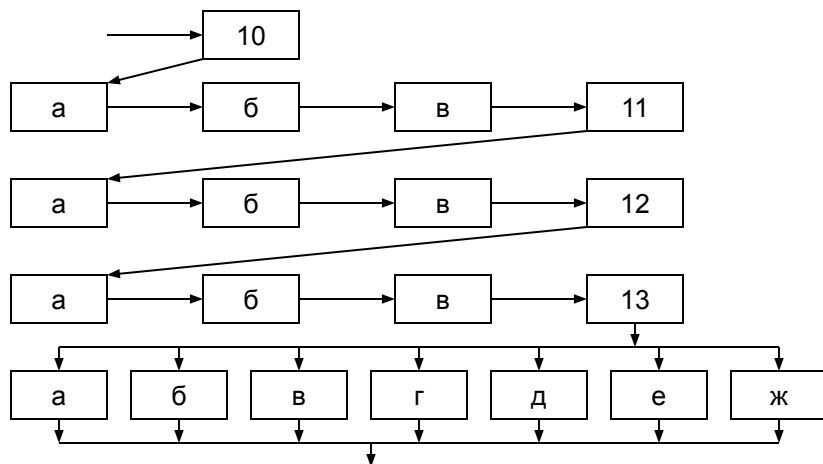 10
а б в 11
а б в 12
а б в 13
а б в г д е ж